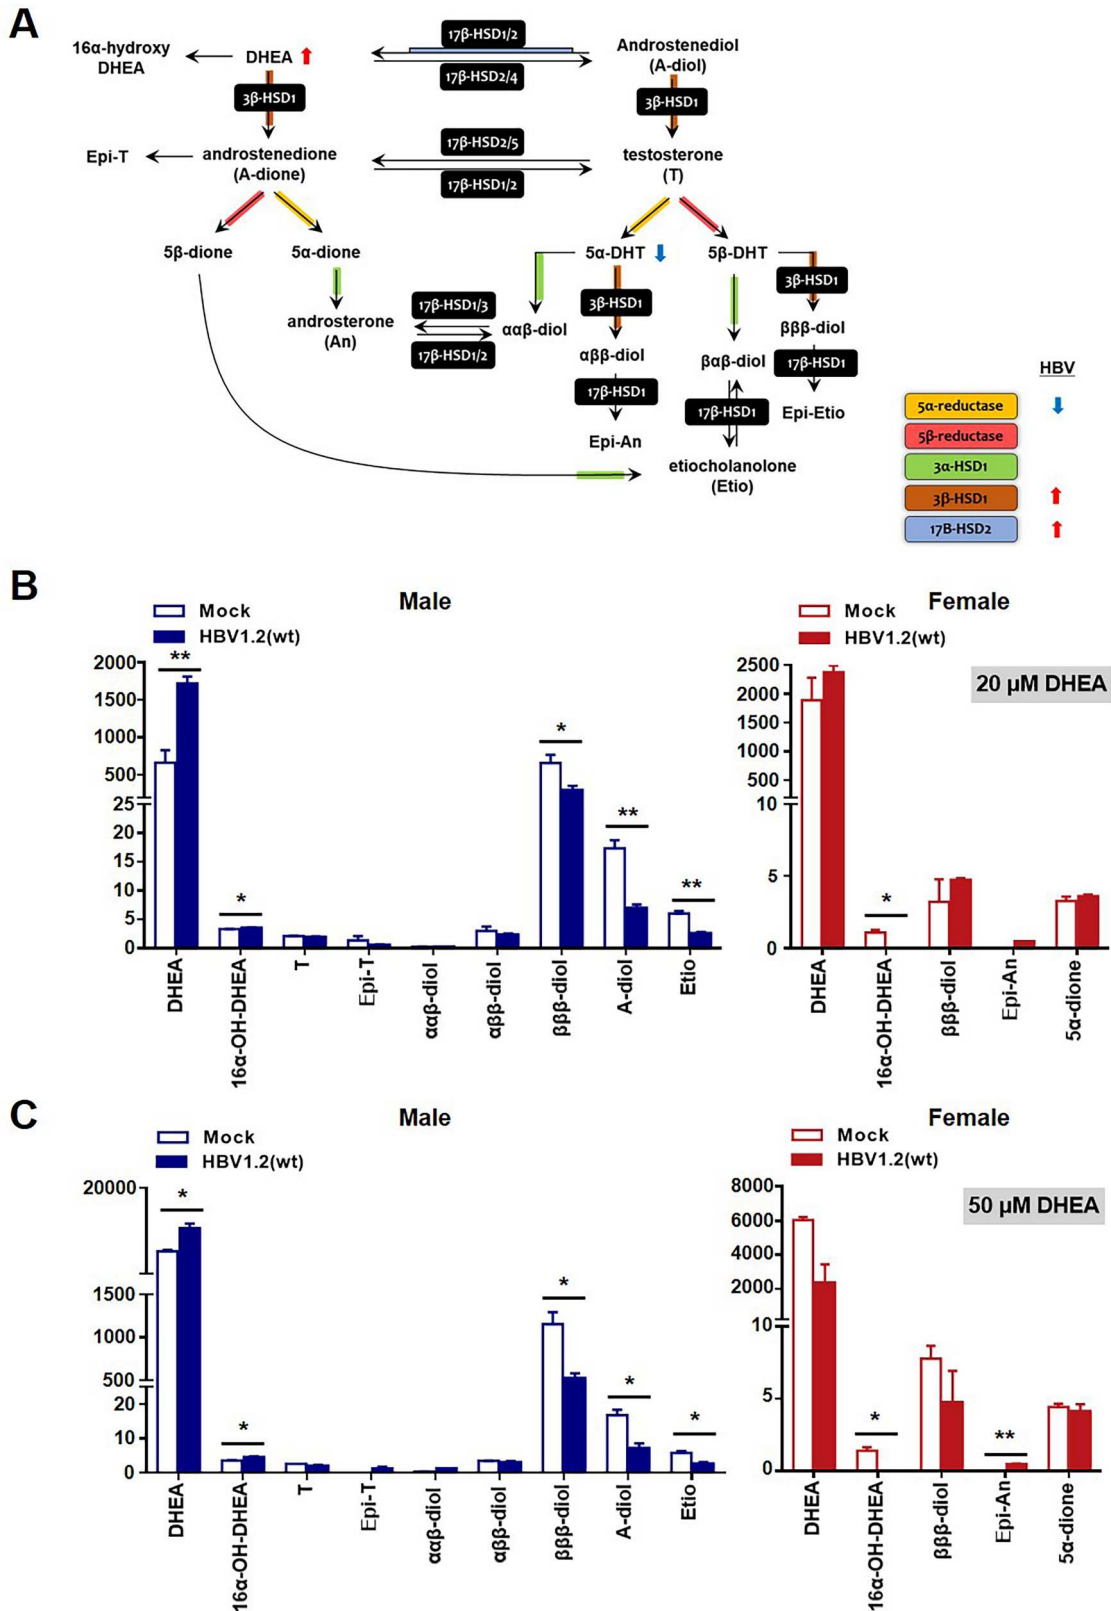 A
16α-hydroxy
DHEA
DHEA
17β-HSD1/2
17β-HSD2/4
Androstenediol
(A-diol)
3β-HSD1
3β-HSD1
Epi-T
androstenedione
(A-dione)
17β-HSD2/5
17β-HSD1/2
testosterone
(T)
5β-dione
5α-dione
5α-DHT
5β-DHT
3β-HSD1
3β-HSD1
androsterone
(An)
17β-HSD1/3
17β-HSD1/2
ααβ-diol
αββ-diol
βαβ-diol
βββ-diol
17β-HSD1
17β-HSD1
17β-HSD1
Epi-An
Epi-Etio
etiocholanolone
(Etio)
HBV
5α-reductase
5β-reductase
3α-HSD1
3β-HSD1
17B-HSD2
B
Male
Mock
HBV1.2(wt)
2000
1500
1000
500
25
20
15
10
5
0
**
*
*
**
**
DHEA
16α-OH-DHEA
T
Epi-T
ααβ-diol
αββ-diol
βββ-diol
A-diol
Etio
Female
Mock
HBV1.2(wt)
20 µM DHEA
2500
2000
1500
1000
500
10
5
0
*
DHEA
16α-OH-DHEA
βββ-diol
Epi-An
5α-dione
C
Male
Mock
HBV1.2(wt)
20000
1500
1000
500
20
10
0
*
*
*
*
*
DHEA
16α-OH-DHEA
T
Epi-T
ααβ-diol
αββ-diol
βββ-diol
A-diol
Etio
Female
Mock
HBV1.2(wt)
50 µM DHEA
8000
6000
4000
2000
10
5
0
*
**
DHEA
16α-OH-DHEA
βββ-diol
Epi-An
5α-dione